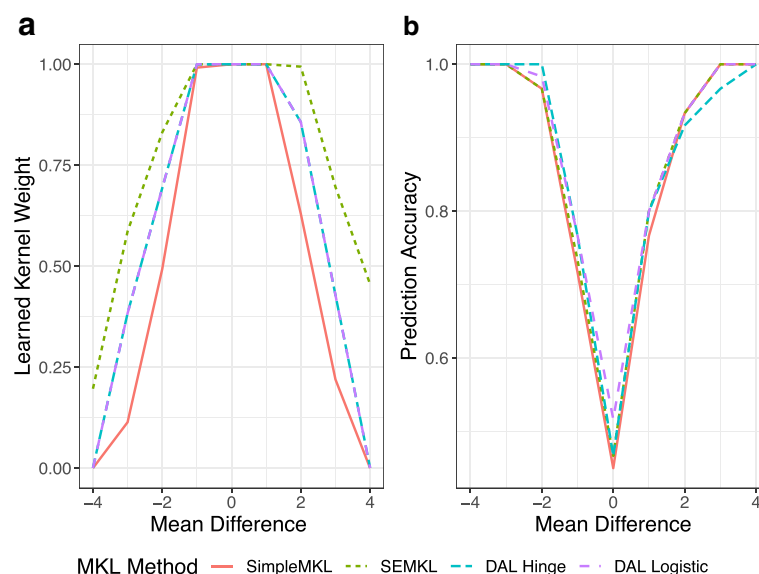 a
b
Learned Kernel Weight
1.00
0.75
0.50
0.25
0.00
−4 −2 0 2 4
Mean Difference
Prediction Accuracy
1.0
0.8
0.6
−4 −2 0 2 4
Mean Difference
MKL Method SimpleMKL SEMKL DAL Hinge DAL Logistic